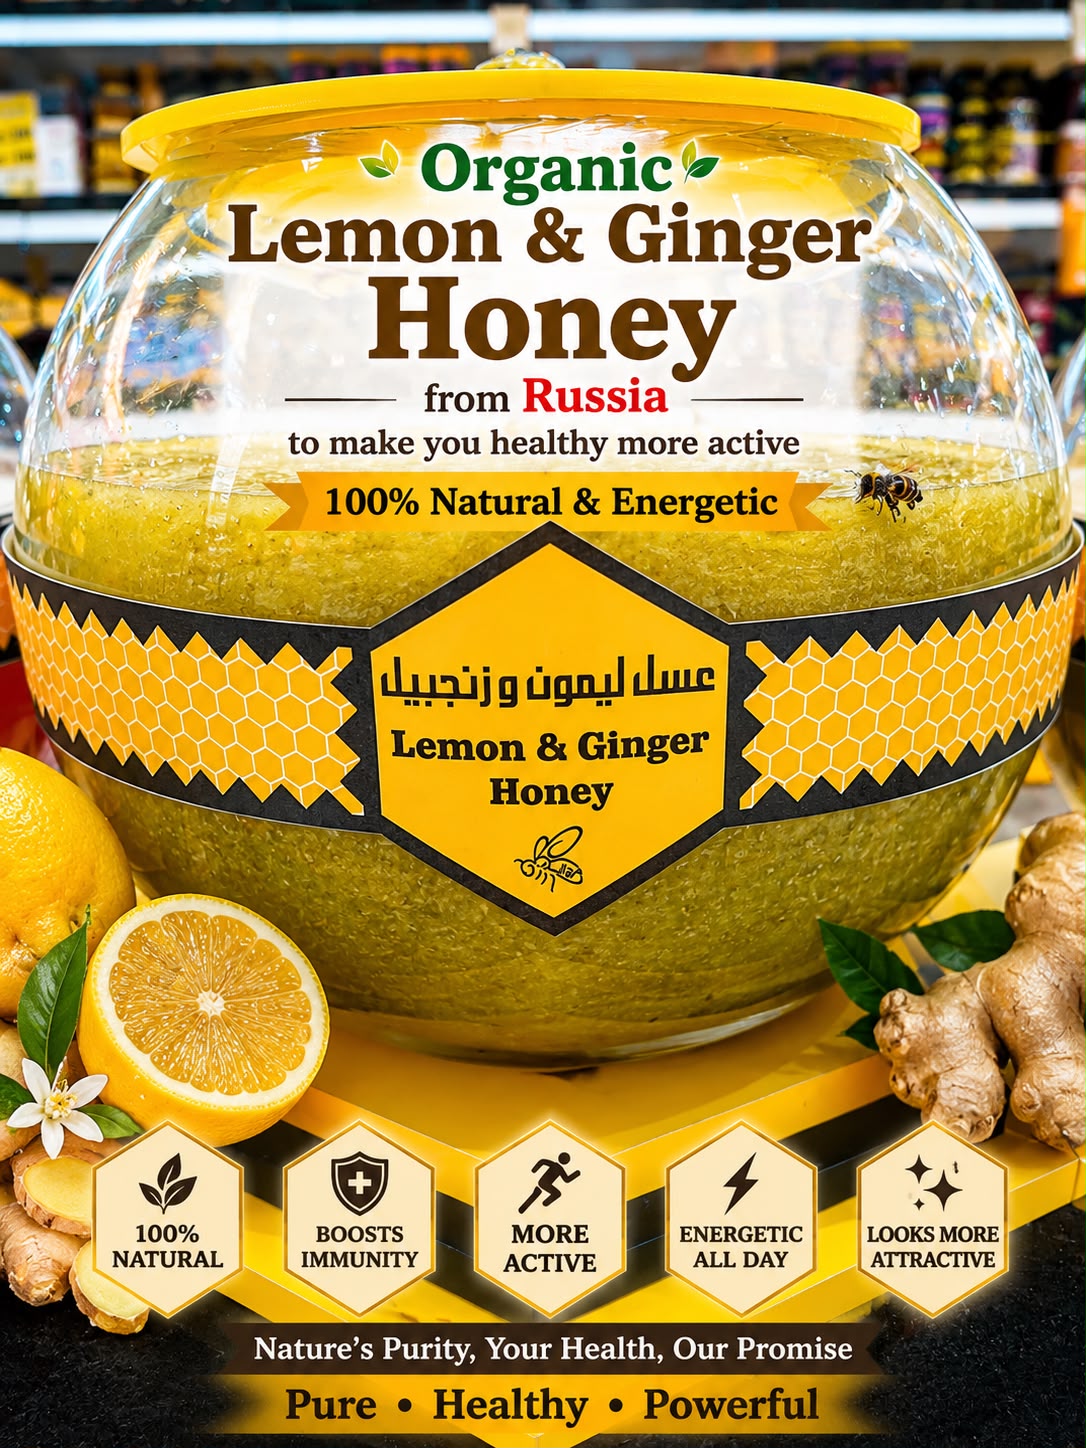 Organic
Lemon & Ginger
Honey
from Russia
to make you healthy more active
100% Natural & Energetic
عسل ليمون و زنجبيل
Lemon & Ginger
Honey
100%
NATURAL
BOOSTS
IMMUNITY
MORE
ACTIVE
ENERGETIC
ALL DAY
LOOKS MORE
ATTRACTIVE
Nature's Purity, Your Health, Our Promise
Pure • Healthy • Powerful